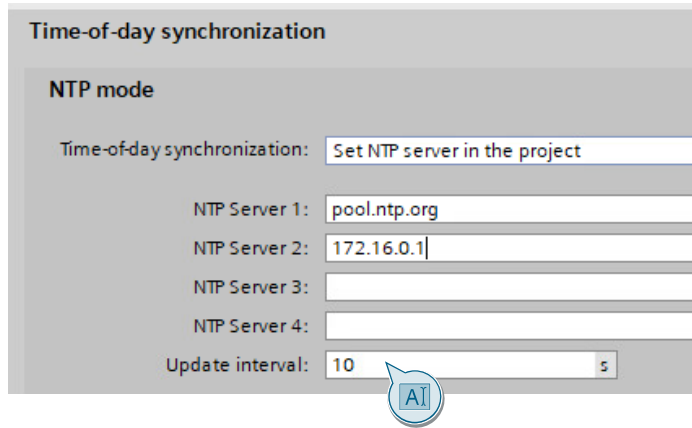 Time-of-day synchronization
NTP mode
Time-of-day synchronization: Set NTP server in the project
NTP Server 1: pool.ntp.org
NTP Server 2: 172.16.0.1
NTP Server 3:
NTP Server 4:
Update interval: 10 s
A